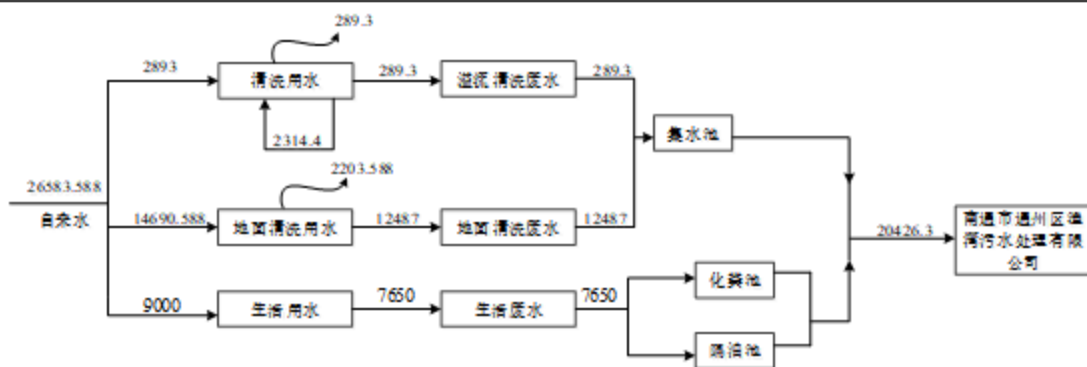 289.3
2893
清洗用水
289.3
溢流清洗废水
289.3
2314.4
集水池
26583.588
自来水
2203.588
14690.588
地面清洗用水
12487
地面清洗废水
12487
20426.3
南通市通州区益
河污水处理有限
公司
9000
生活用水
7650
生活废水
7650
化粪池
隔油池